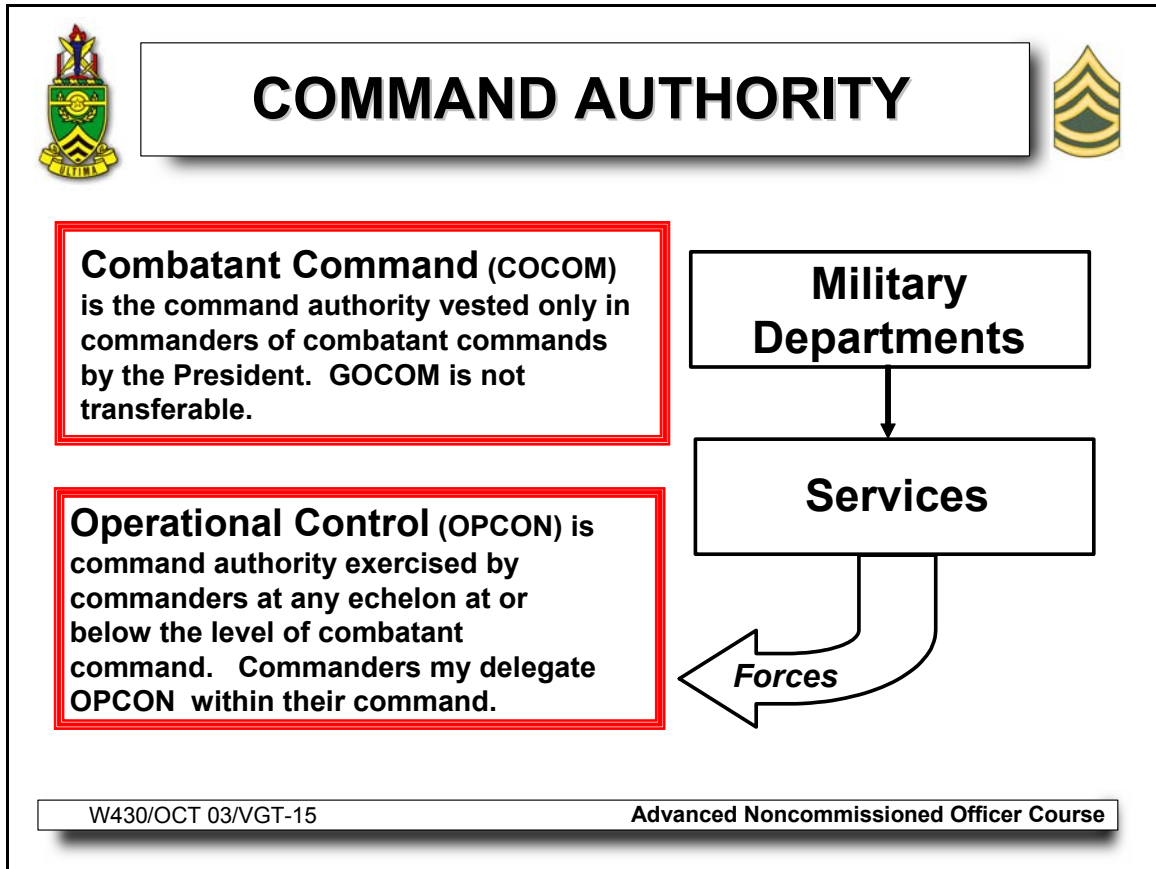 COMMAND AUTHORITY
ULTIMA
Combatant Command (COCOM)
is the command authority vested only in
commanders of combatant commands
by the President. GOCOM is not
transferable.
Military
Departments
Services
Operational Control (OPCON) is
command authority exercised by
commanders at any echelon at or
below the level of combatant
command. Commanders my delegate
OPCON within their command.
Forces
W430/OCT 03/VGT-15
Advanced Noncommissioned Officer Course